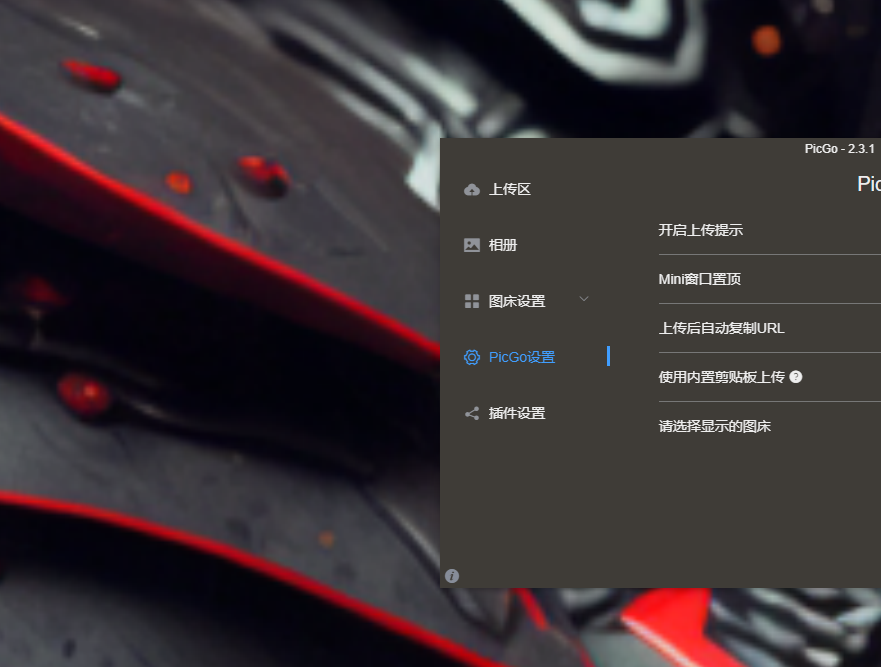 PicGo - 2.3.1
上传区
相册
图床设置
PicGo设置
插件设置
开启上传提示
Mini窗口置顶
上传后自动复制URL
使用内置剪贴板上传
请选择显示的图床